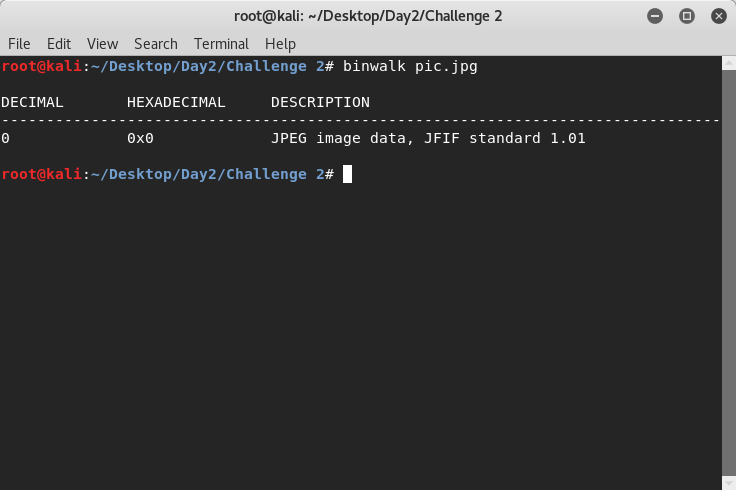 root@kali: ~/Desktop/Day2/Challenge 2
File Edit View Search Terminal Help
root@kali:~/Desktop/Day2/Challenge 2# binwalk pic.jpg
DECIMAL       HEXADECIMAL     DESCRIPTION
--------------------------------------------------------------------------------
0             0x0             JPEG image data, JFIF standard 1.01
root@kali:~/Desktop/Day2/Challenge 2#